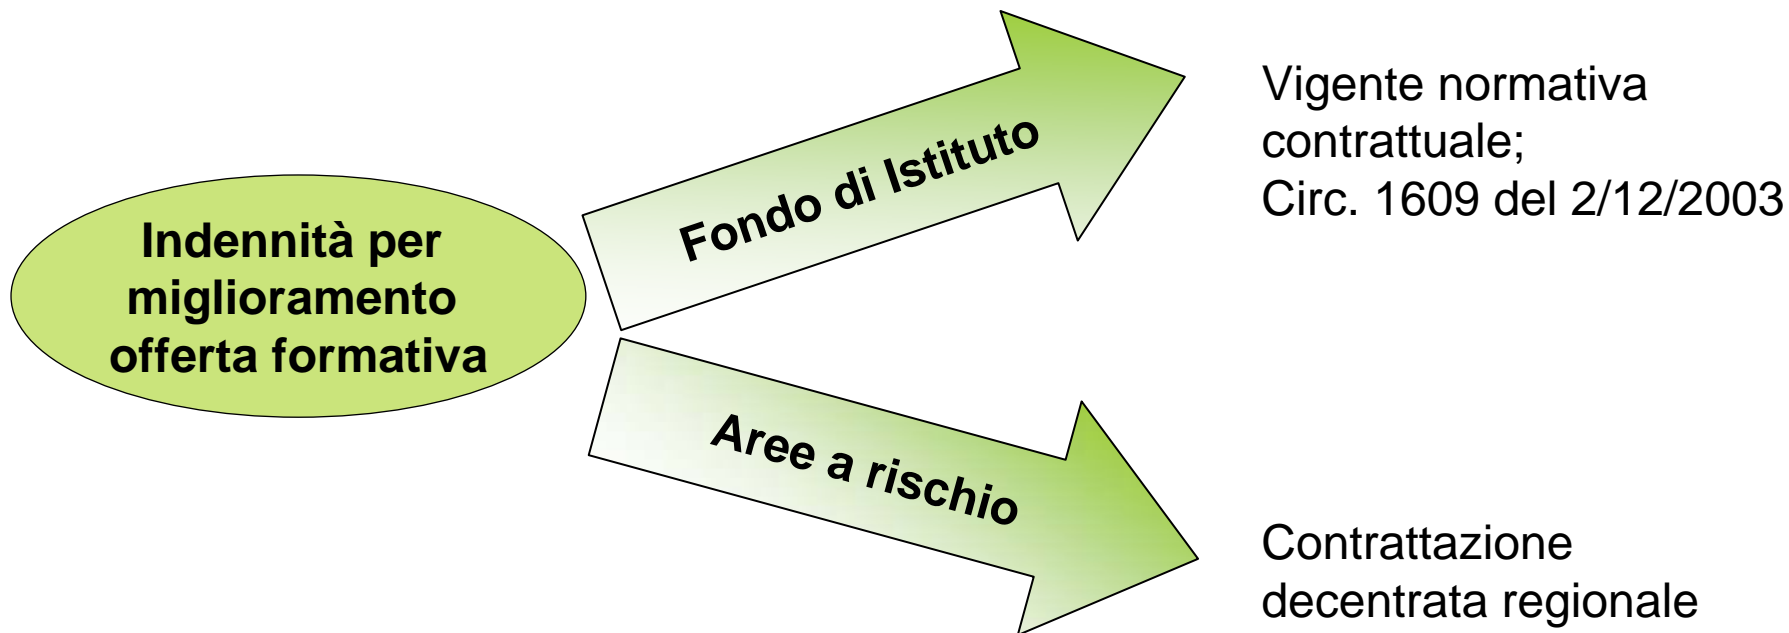 Indennità per
miglioramento
offerta formativa
Fondo di Istituto
Vigente normativa
contrattuale;
Circ. 1609 del 2/12/2003
Aree a rischio
Contrattazione
decentrata regionale